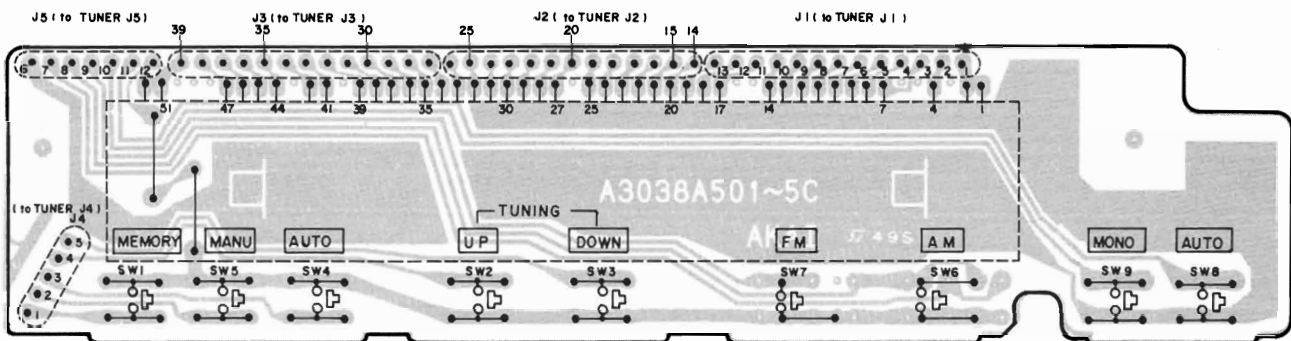 J5 (to TUNER J5) J3 (to TUNER J3) J2 (to TUNER J2) J1 (to TUNER J1)
39 35 30 25 20 15 14
6 7 8 9 10 11 12 13 12 11 10 9 8 7 6 5 4 3 2 1
51 47 44 41 39 35 30 27 25 20 19 17 14 7 4 1
A3038A501~5C
(to TUNER J4)
J4
TUNING
5 MEMORY MANU AUTO UP DOWN FM 49S AM MONO AUTO
4
3 SW1 SW5 SW4 SW2 SW3 SW7 SW6 SW9 SW8
2
1